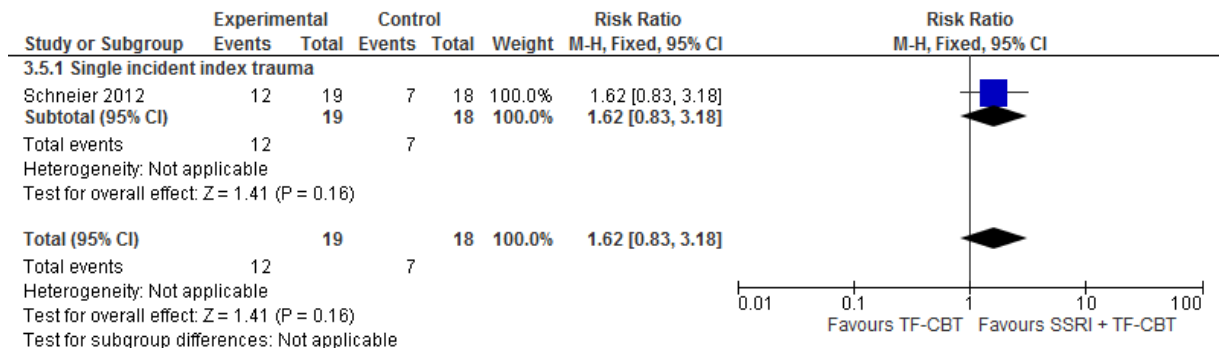 Experimental Control Risk Ratio Risk Ratio
Study or Subgroup Events Total Events Total Weight M-H, Fixed, 95% CI M-H, Fixed, 95% CI
3.5.1 Single incident index trauma
Schneier 2012 12 19 7 18 100.0% 1.62 [0.83, 3.18]
Subtotal (95% CI) 19 18 100.0% 1.62 [0.83, 3.18]
Total events 12 7
Heterogeneity: Not applicable
Test for overall effect: Z = 1.41 (P = 0.16)
Total (95% CI) 19 18 100.0% 1.62 [0.83, 3.18]
Total events 12 7
Heterogeneity: Not applicable
Test for overall effect: Z = 1.41 (P = 0.16)
Test for subgroup differences: Not applicable
0.01 0.1 1 10 100
Favours TF-CBT Favours SSRI + TF-CBT